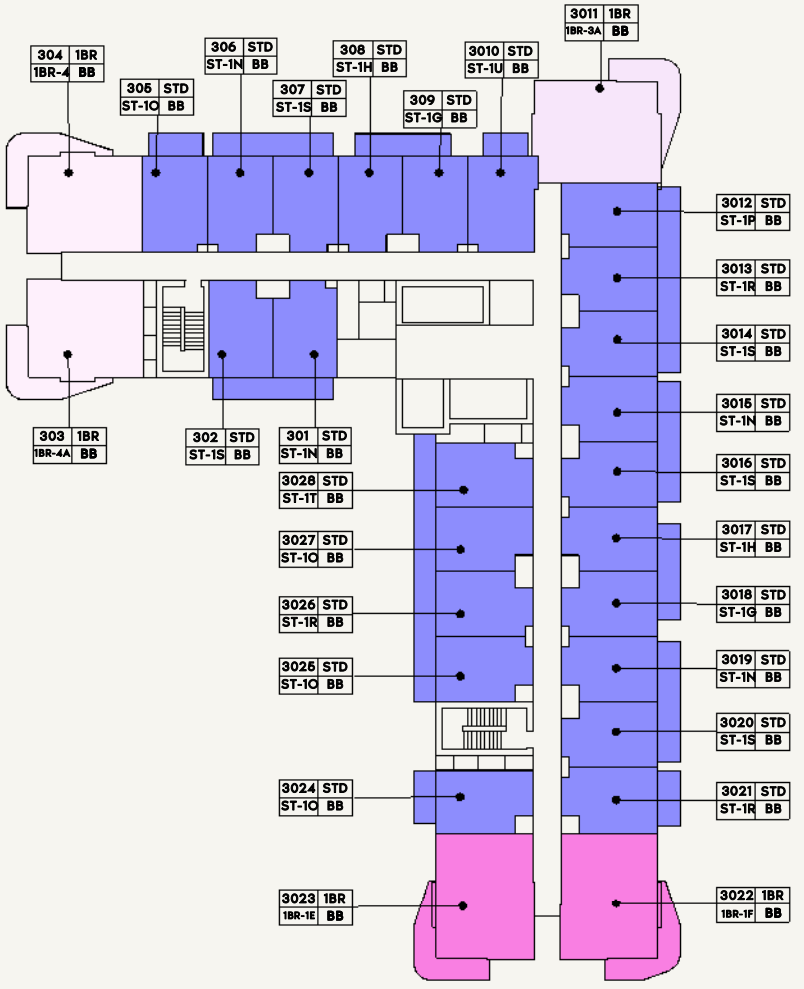 3011 1BR
1BR-3A BB
304 1BR
1BR-4 BB
306 STD
ST-1N BB
308 STD
ST-1H BB
3010 STD
ST-1U BB
305 STD
ST-1O BB
307 STD
ST-1S BB
309 STD
ST-1G BB
3012 STD
ST-1P BB
3013 STD
ST-1R BB
3014 STD
ST-1S BB
3015 STD
ST-1N BB
303 1BR
1BR-4A BB
302 STD
ST-1S BB
301 STD
ST-1N BB
3016 STD
ST-1S BB
3028 STD
ST-1T BB
3017 STD
ST-1H BB
3027 STD
ST-1O BB
3018 STD
ST-1G BB
3026 STD
ST-1R BB
3019 STD
ST-1N BB
3025 STD
ST-1O BB
3020 STD
ST-1S BB
3024 STD
ST-1O BB
3021 STD
ST-1R BB
3023 1BR
1BR-1E BB
3022 1BR
1BR-1F BB